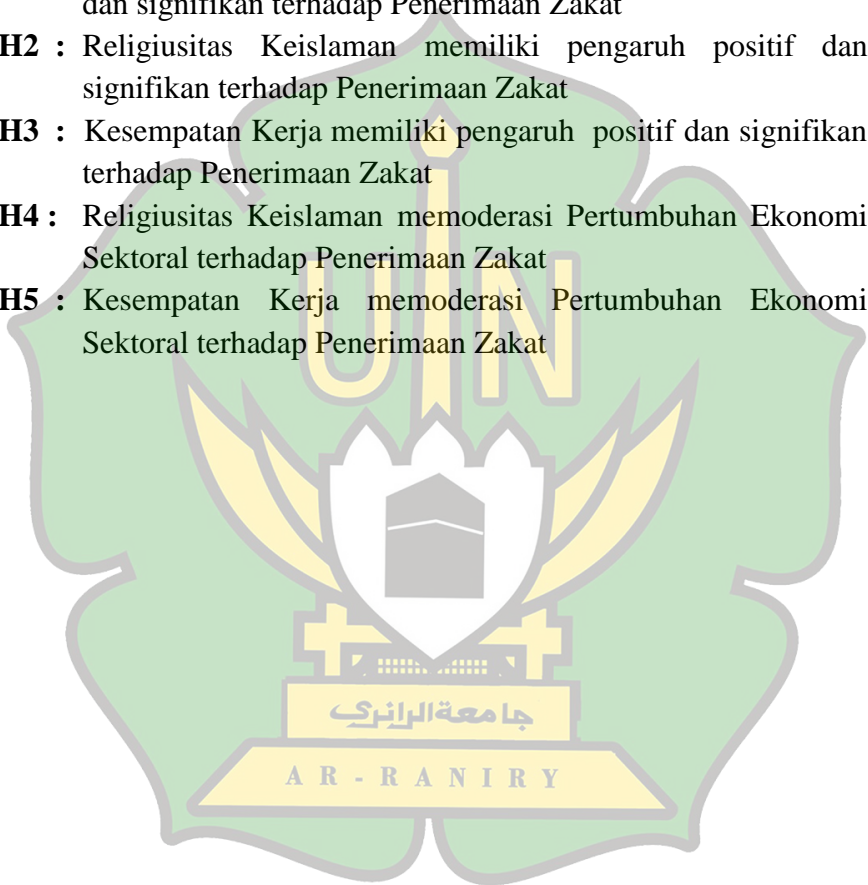 dan signifikan terhadap Penerimaan Zakat
H2 : Religiusitas Keislaman memiliki pengaruh positif dan
signifikan terhadap Penerimaan Zakat
H3 : Kesempatan Kerja memiliki pengaruh positif dan signifikan
terhadap Penerimaan Zakat
H4 : Religiusitas Keislaman memoderasi Pertumbuhan Ekonomi
Sektoral terhadap Penerimaan Zakat
H5 : Kesempatan Kerja memoderasi Pertumbuhan Ekonomi
Sektoral terhadap Penerimaan Zakat
UIN
جامعة الرانري
AR-RANIRY